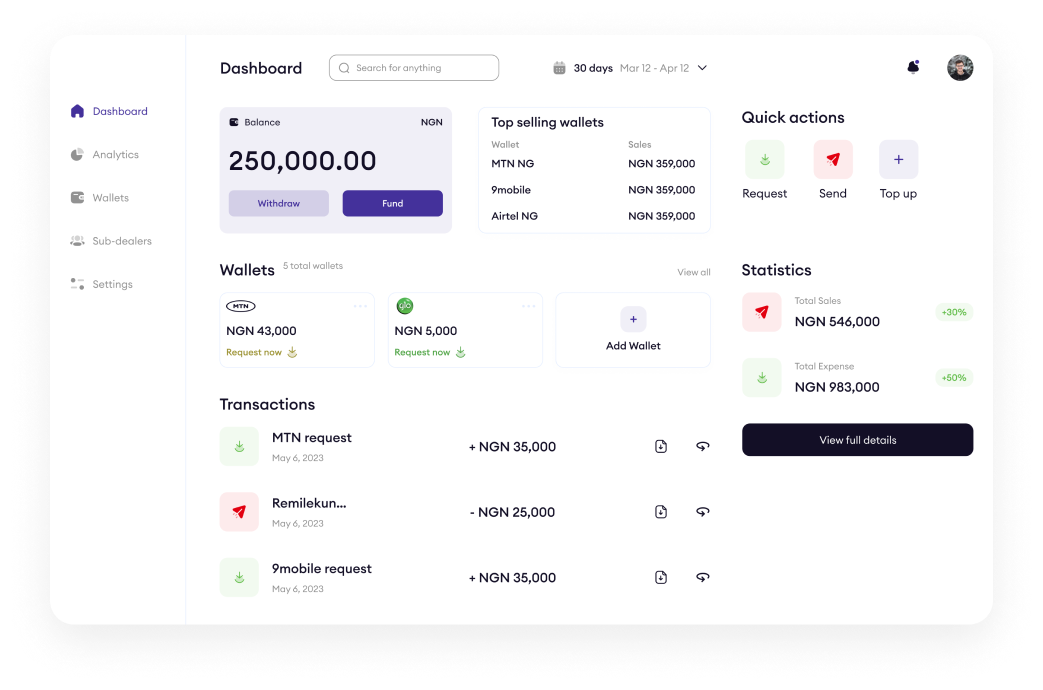 Dashboard
Search for anything
30 days Mar 12 - Apr 12
Dashboard
Analytics
Wallets
Sub-dealers
Settings
Balance NGN
250,000.00
Withdraw Fund
Top selling wallets
Wallet Sales
MTN NG NGN 359,000
9mobile NGN 359,000
Airtel NG NGN 359,000
Quick actions
Request Send Top up
Wallets 5 total wallets View all
MTN
NGN 43,000
Request now
glo
NGN 5,000
Request now
Add Wallet
Statistics
Total Sales
NGN 546,000
+30%
Total Expense
NGN 983,000
+50%
View full details
Transactions
MTN request
May 6, 2023
+ NGN 35,000
Remilekun...
May 6, 2023
- NGN 25,000
9mobile request
May 6, 2023
+ NGN 35,000